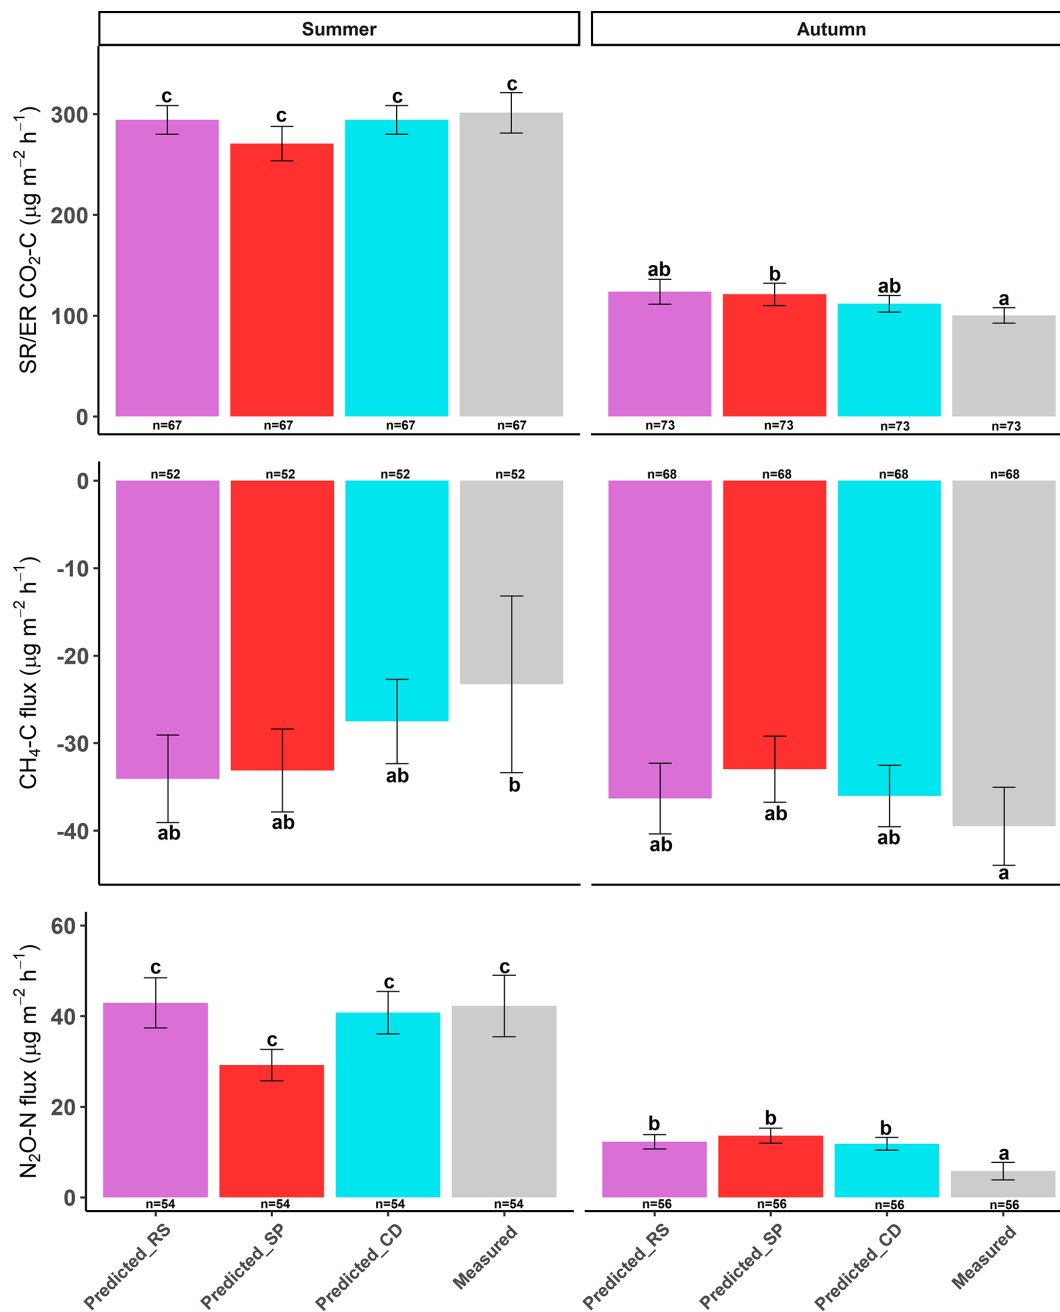 Summer Autumn
SR/ER CO₂-C (µg m⁻² h⁻¹)
300
200
100
0
c c c c ab b ab a
n=67 n=67 n=67 n=67 n=73 n=73 n=73 n=73
CH₄-C flux (µg m⁻² h⁻¹)
n=52 n=52 n=52 n=52 n=68 n=68 n=68 n=68
0
-10
-20
-30
-40
ab ab ab b ab ab ab a
N₂O-N flux (µg m⁻² h⁻¹)
60
40
20
0
c c c c b b b a
n=54 n=54 n=54 n=54 n=56 n=56 n=56 n=56
Predicted_RS Predicted_SP Predicted_CD Measured Predicted_RS Predicted_SP Predicted_CD Measured